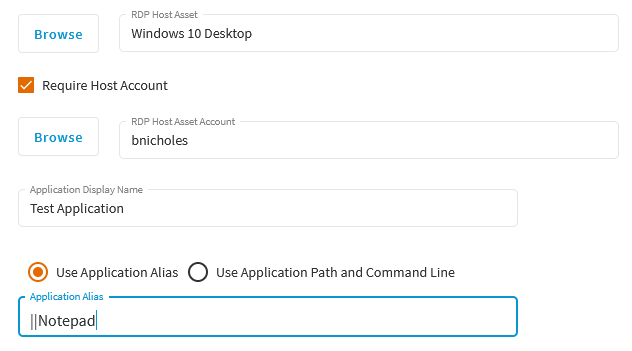 RDP Host Asset
Browse
Windows 10 Desktop
Require Host Account
RDP Host Asset Account
Browse
bnicholes
Application Display Name
Test Application
Use Application Alias
Use Application Path and Command Line
Application Alias
||Notepad